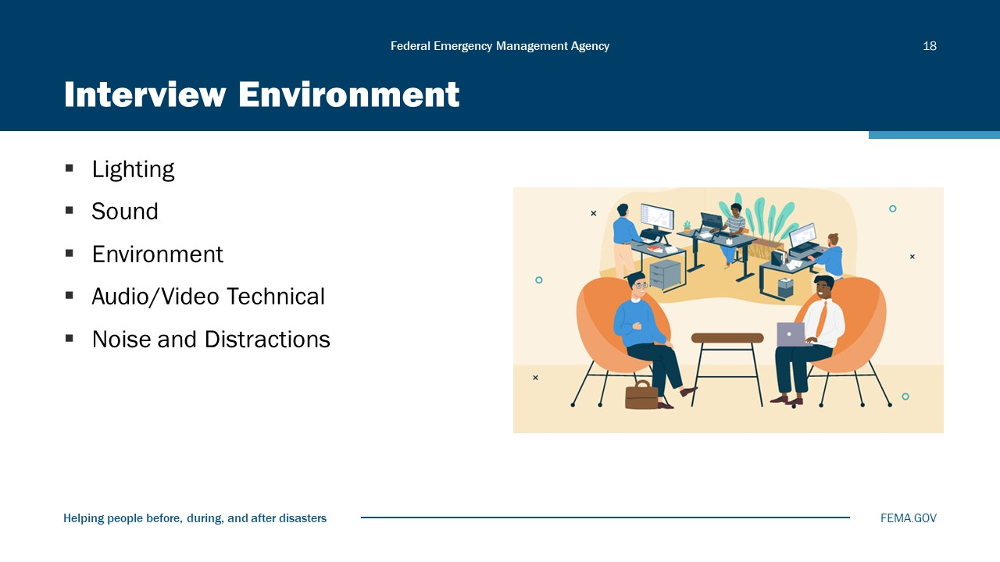 Federal Emergency Management Agency
18
Interview Environment
▪ Lighting
▪ Sound
▪ Environment
▪ Audio/Video Technical
▪ Noise and Distractions
Helping people before, during, and after disasters
FEMA.GOV